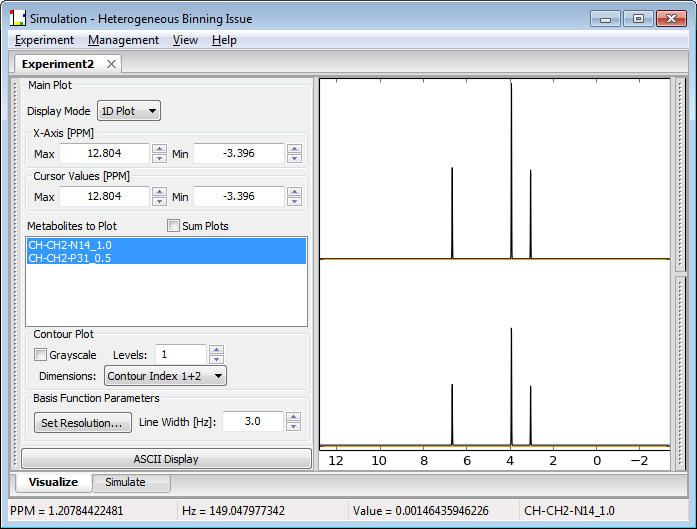 Simulation - Heterogeneous Binning Issue
Experiment Management View Help
Experiment2
Main Plot
Display Mode 1D Plot
X-Axis [PPM]
Max 12.804 Min -3.396
Cursor Values [PPM]
Max 12.804 Min -3.396
Metabolites to Plot Sum Plots
CH-CH2-N14_1.0
CH-CH2-P31_0.5
Contour Plot
Grayscale Levels: 1
Dimensions: Contour Index 1+2
Basis Function Parameters
Set Resolution... Line Width [Hz]: 3.0
ASCII Display
12 10 8 6 4 2 0 −2
Visualize Simulate
PPM = 1.20784422481 Hz = 149.047977342 Value = 0.00146435946226 CH-CH2-N14_1.0